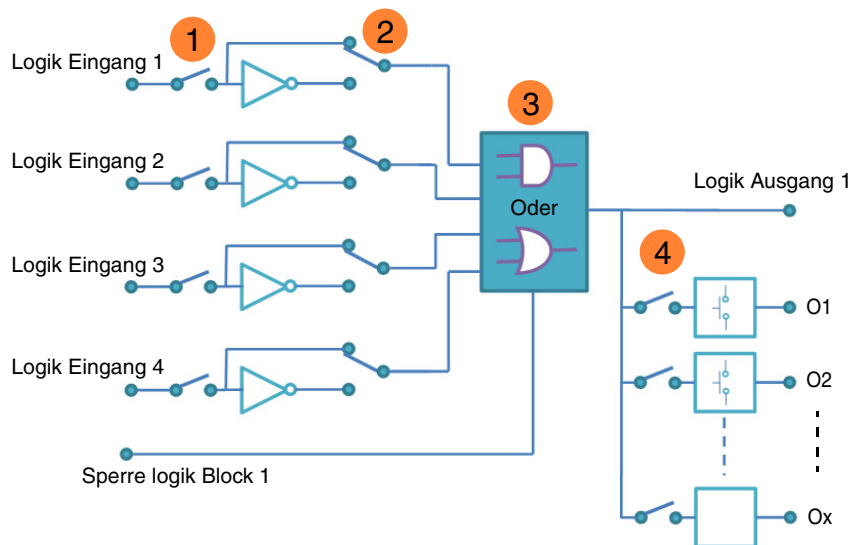 1
2
Logik Eingang 1
3
Logik Eingang 2
Logik Ausgang 1
Oder
4
Logik Eingang 3
O1
Logik Eingang 4
O2
Sperre logik Block 1
Ox